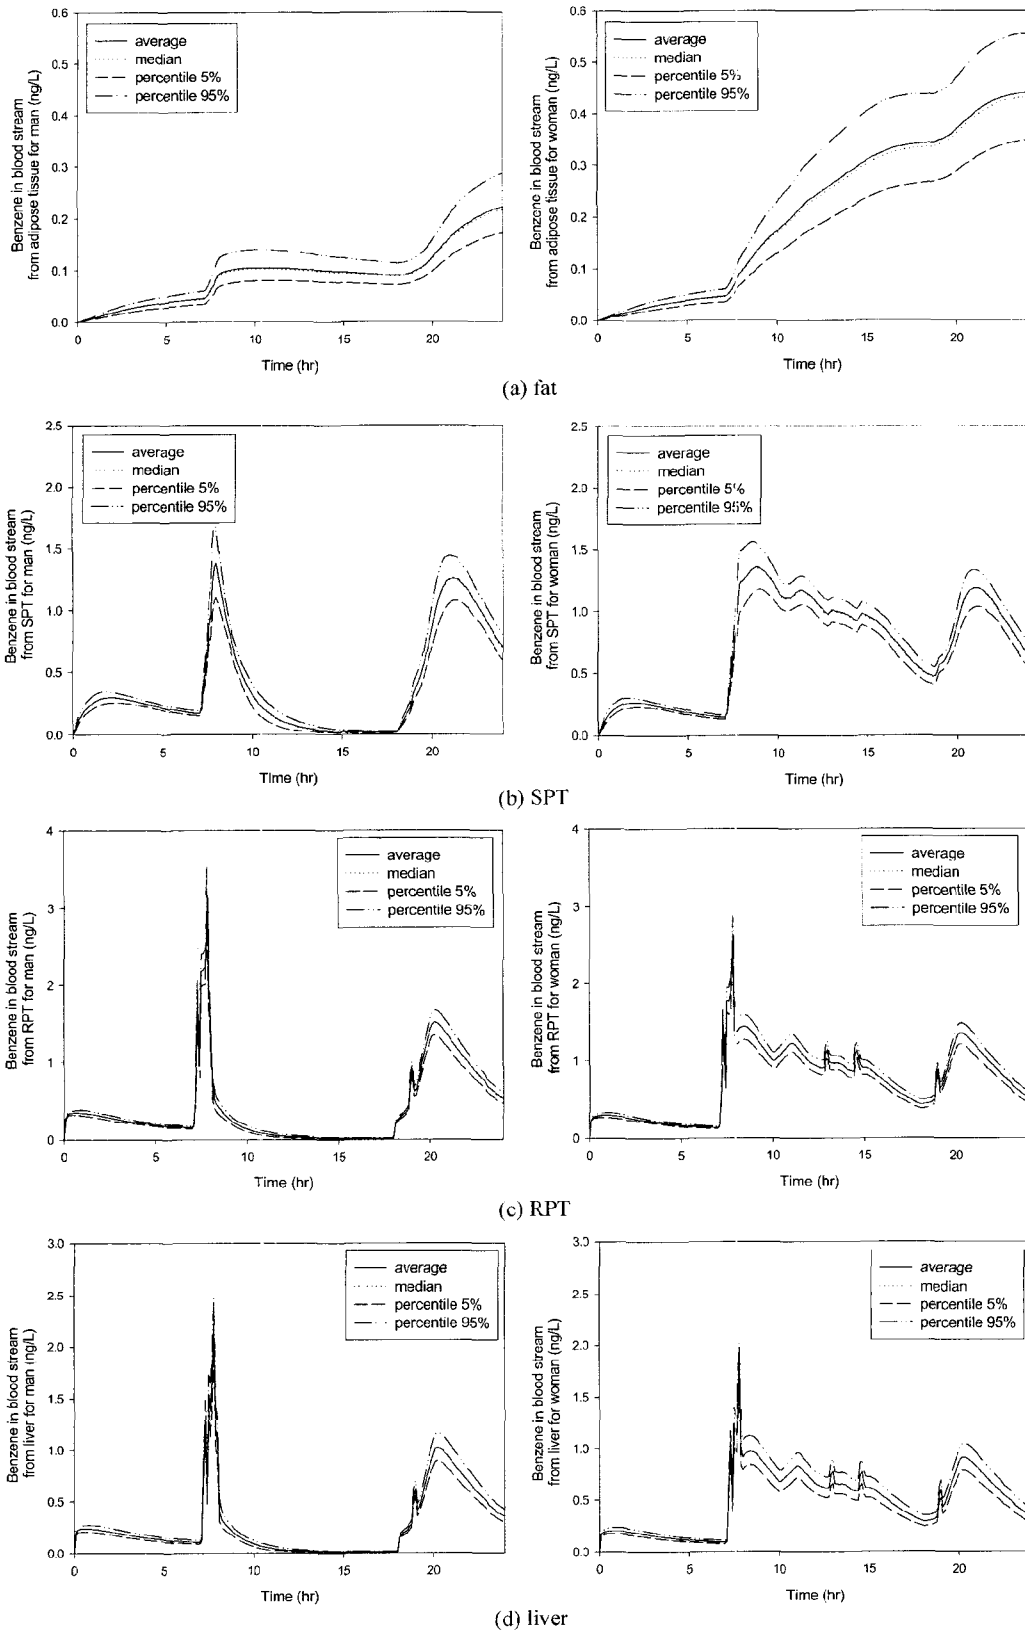 Benzene in blood stream
from adipose tissue for man (ng/L)
0.6
0.5
0.4
0.3
0.2
0.1
0.0
average
median
percentile 5%
percentile 95%
0 5 10 15 20
Time (hr)
Benzene in blood stream
from adipose tissue for woman (ng/L)
0.6
0.5
0.4
0.3
0.2
0.1
0.0
average
median
percentile 5%
percentile 95%
0 5 10 15 20
Time (hr)
(a) fat
Benzene in blood stream
from SPT for man (ng/L)
2.5
2.0
1.5
1.0
0.5
0.0
average
median
percentile 5%
percentile 95%
0 5 10 15 20
Time (hr)
Benzene in blood stream
from SPT for woman (ng/L)
2.5
2.0
1.5
1.0
0.5
0.0
average
median
percentile 5%
percentile 95%
0 5 10 15 20
Time (hr)
(b) SPT
Benzene in blood stream
from RPT for man (ng/L)
4
3
2
1
0
average
median
percentile 5%
percentile 95%
0 5 10 15 20
Time (hr)
Benzene in blood stream
from RPT for woman (ng/L)
4
3
2
1
0
average
median
percentile 5%
percentile 95%
0 5 10 15 20
Time (hr)
(c) RPT
Benzene in blood stream
from liver for man (ng/L)
3.0
2.5
2.0
1.5
1.0
0.5
0.0
average
median
percentile 5%
percentile 95%
0 5 10 15 20
Time (hr)
Benzene in blood stream
from liver for woman (ng/L)
3.0
2.5
2.0
1.5
1.0
0.5
0.0
average
median
percentile 5%
percentile 95%
0 5 10 15 20
Time (hr)
(d) liver